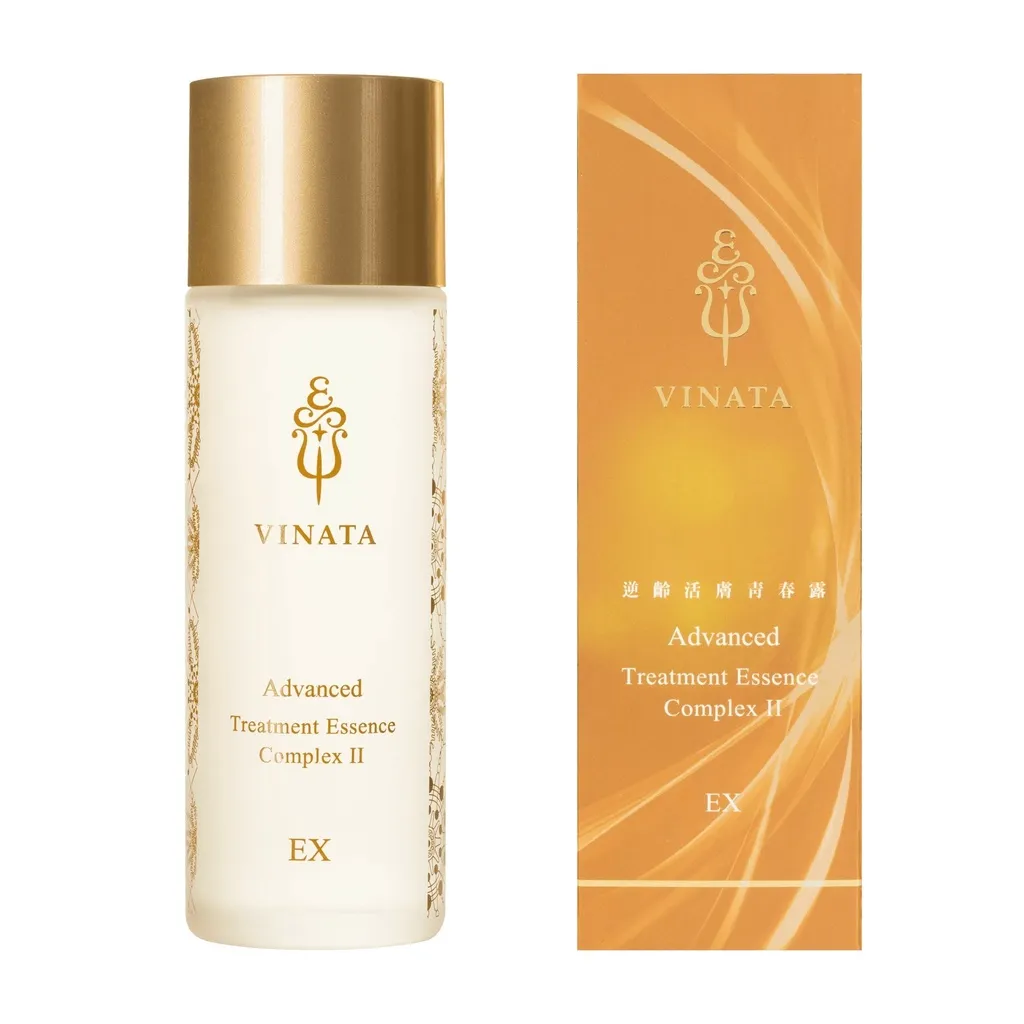 VINATA
Advanced
Treatment Essence
Complex II
EX
VINATA
逆齡活膚青春露
Advanced
Treatment Essence
Complex II
EX